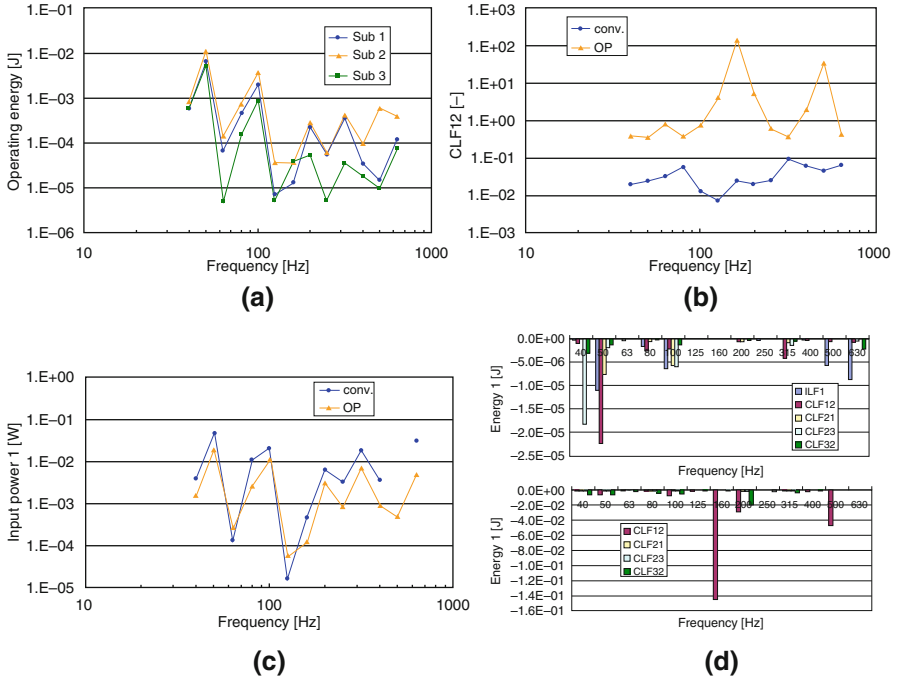 1.E−01
1.E−02
1.E−03
1.E−04
1.E−05
1.E−06
Operating energy [J]
Sub 1
Sub 2
Sub 3
10
100
1000
Frequency [Hz]
(a)
1.E+03
1.E+02
1.E+01
1.E+00
1.E−01
1.E−02
1.E−03
CLF12 [–]
conv.
OP
10
100
1000
Frequency [Hz]
(b)
1.E+00
1.E−01
1.E−02
1.E−03
1.E−04
1.E−05
Input power 1 [W]
conv.
OP
10
100
1000
Frequency [Hz]
(c)
0.0E+00
−5.0E−06
−1.0E−05
−1.5E−05
−2.0E−05
−2.5E−05
Energy 1 [J]
40 50 63 80 100 125 160 200 250 315 400 500 630
ILF1
CLF12
CLF21
CLF23
CLF32
Frequency [Hz]
0.0E+00
−2.0E−02
−4.0E−02
−6.0E−02
−8.0E−02
−1.0E−01
−1.2E−01
−1.4E−01
−1.6E−01
Energy 1 [J]
40 50 63 80 100 125 160 200 250 315 400 500 630
CLF12
CLF21
CLF23
CLF32
Frequency [Hz]
(d)